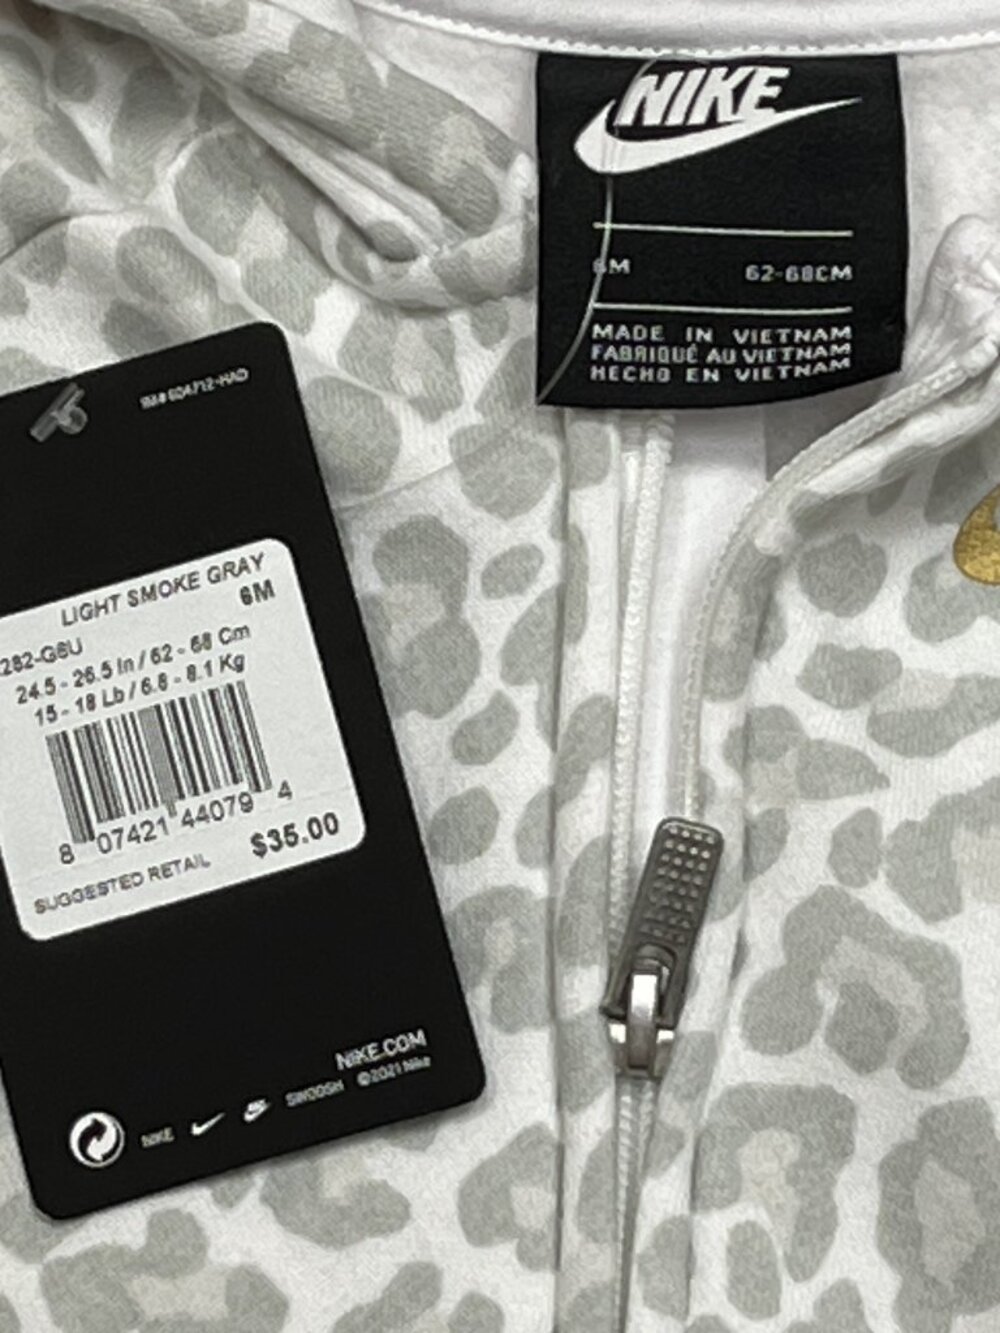 NIKE
6M 62-68CM
MADE IN VIETNAM
FABRIQUÉ AU VIETNAM
HECHO EN VIETNAM
LIGHT SMOKE GRAY
6M
282-G6U
24.5 - 26.5 In / 62 - 68 Cm
15 - 18 Lb / 6.8 - 8.1 Kg
8 07421 44079 4
$35.00
SUGGESTED RETAIL
NIKE.COM
NIKE SWOOSH ©2021 Nike